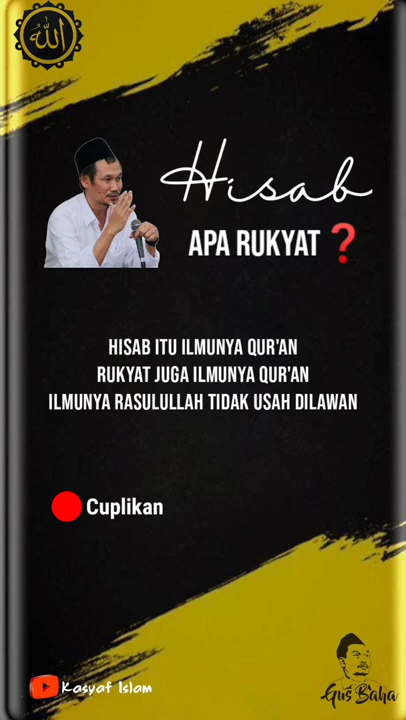 الله
Hisab
APA RUKYAT ❓
HISAB ITU ILMUNYA QUR'AN
RUKYAT JUGA ILMUNYA QUR'AN
ILMUNYA RASULULLAH TIDAK USAH DILAWAN
Cuplikan
Kasyaf Islam
Gus Baha